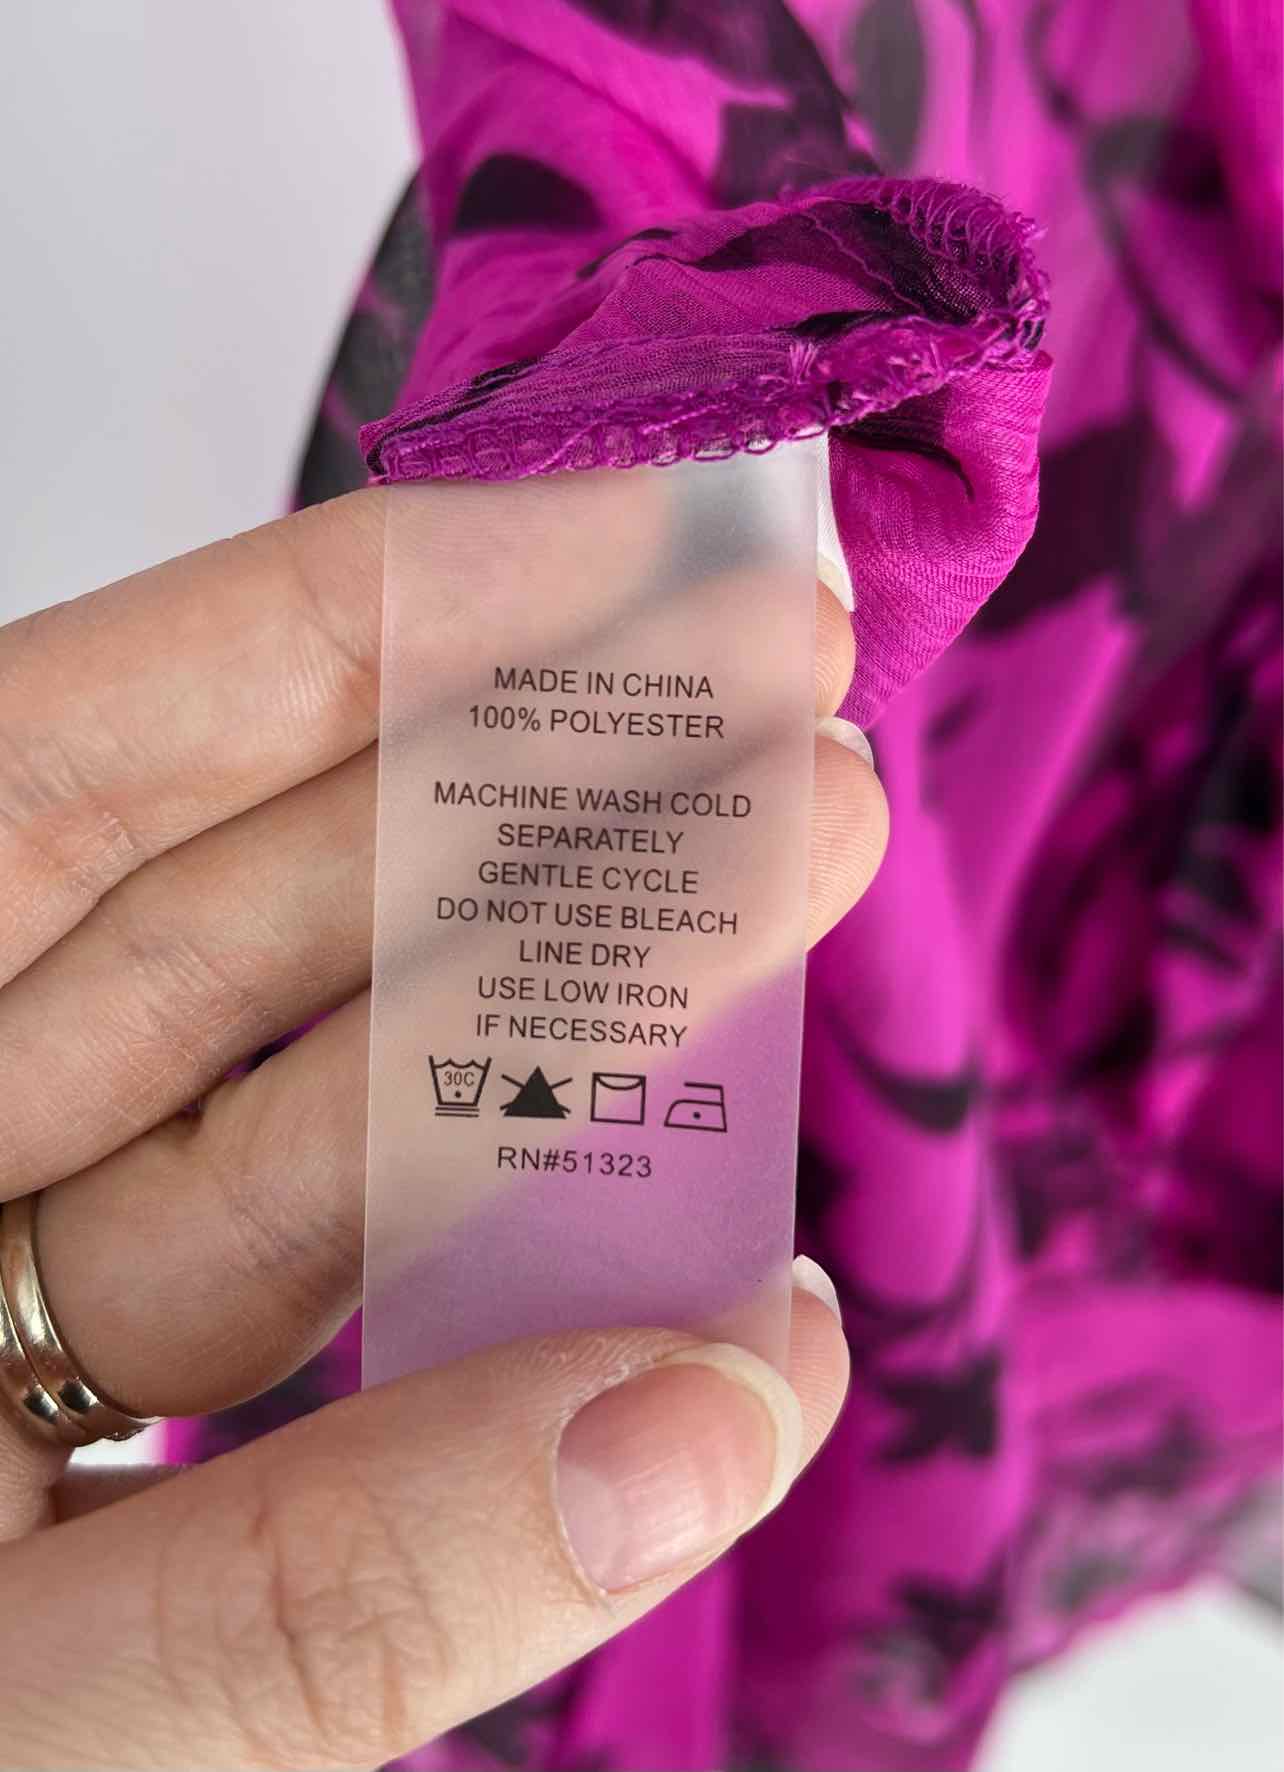 MADE IN CHINA
100% POLYESTER
MACHINE WASH COLD
SEPARATELY
GENTLE CYCLE
DO NOT USE BLEACH
LINE DRY
USE LOW IRON
IF NECESSARY
30C
RN#51323